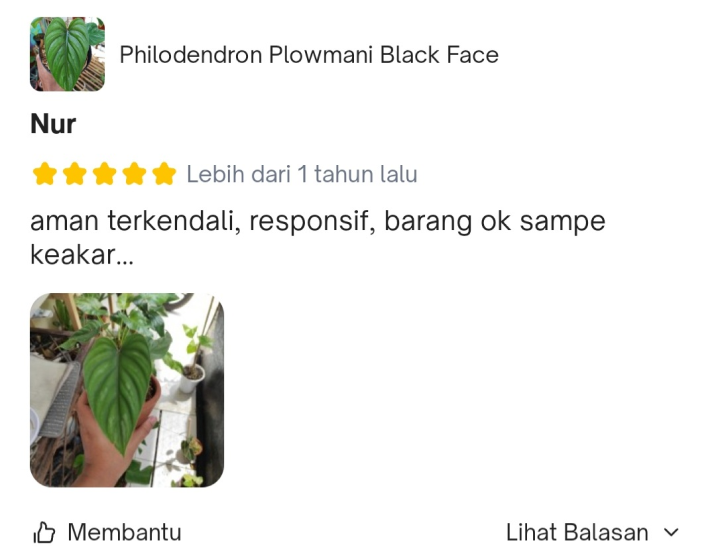 Philodendron Plowmani Black Face
Nur
Lebih dari 1 tahun lalu
aman terkendali, responsif, barang ok sampe
keakar...
Membantu
Lihat Balasan